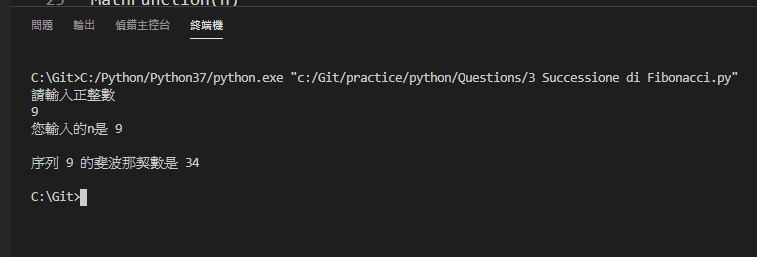 25 MathFunction(n)
問題 輸出 偵錯主控台 終端機
C:\Git>C:/Python/Python37/python.exe "c:/Git/practice/python/Questions/3 Successione di Fibonacci.py"
請輸入正整數
9
您輸入的n是 9
序列 9 的斐波那契數是 34
C:\Git>